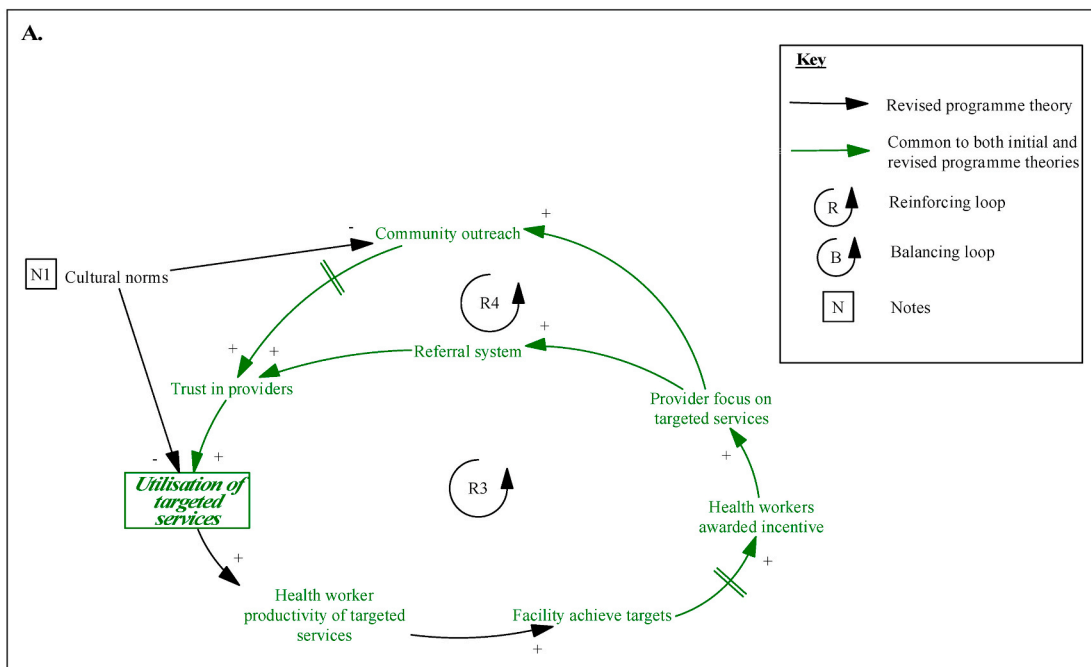 A.
Key
Revised programme theory
Common to both initial and
revised programme theories
R
Reinforcing loop
B
Balancing loop
N
Notes
+
-
Community outreach
N1
Cultural norms
R4
+
+
+
Referral system
Trust in providers
Provider focus on
targeted services
-
+
+
Utilisation of
targeted
services
R3
Health workers
awarded incentive
+
+
Health worker
productivity of targeted
services
Facility achieve targets
+